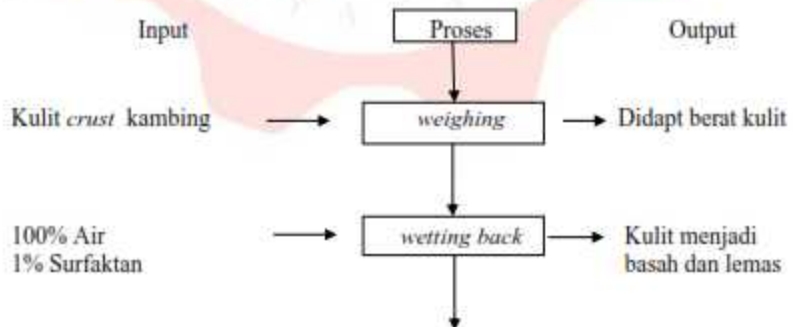 Input Proses Output
Kulit crust kambing weighing Didapt berat kulit
100% Air wetting back Kulit menjadi
1% Surfaktan basah dan lemas